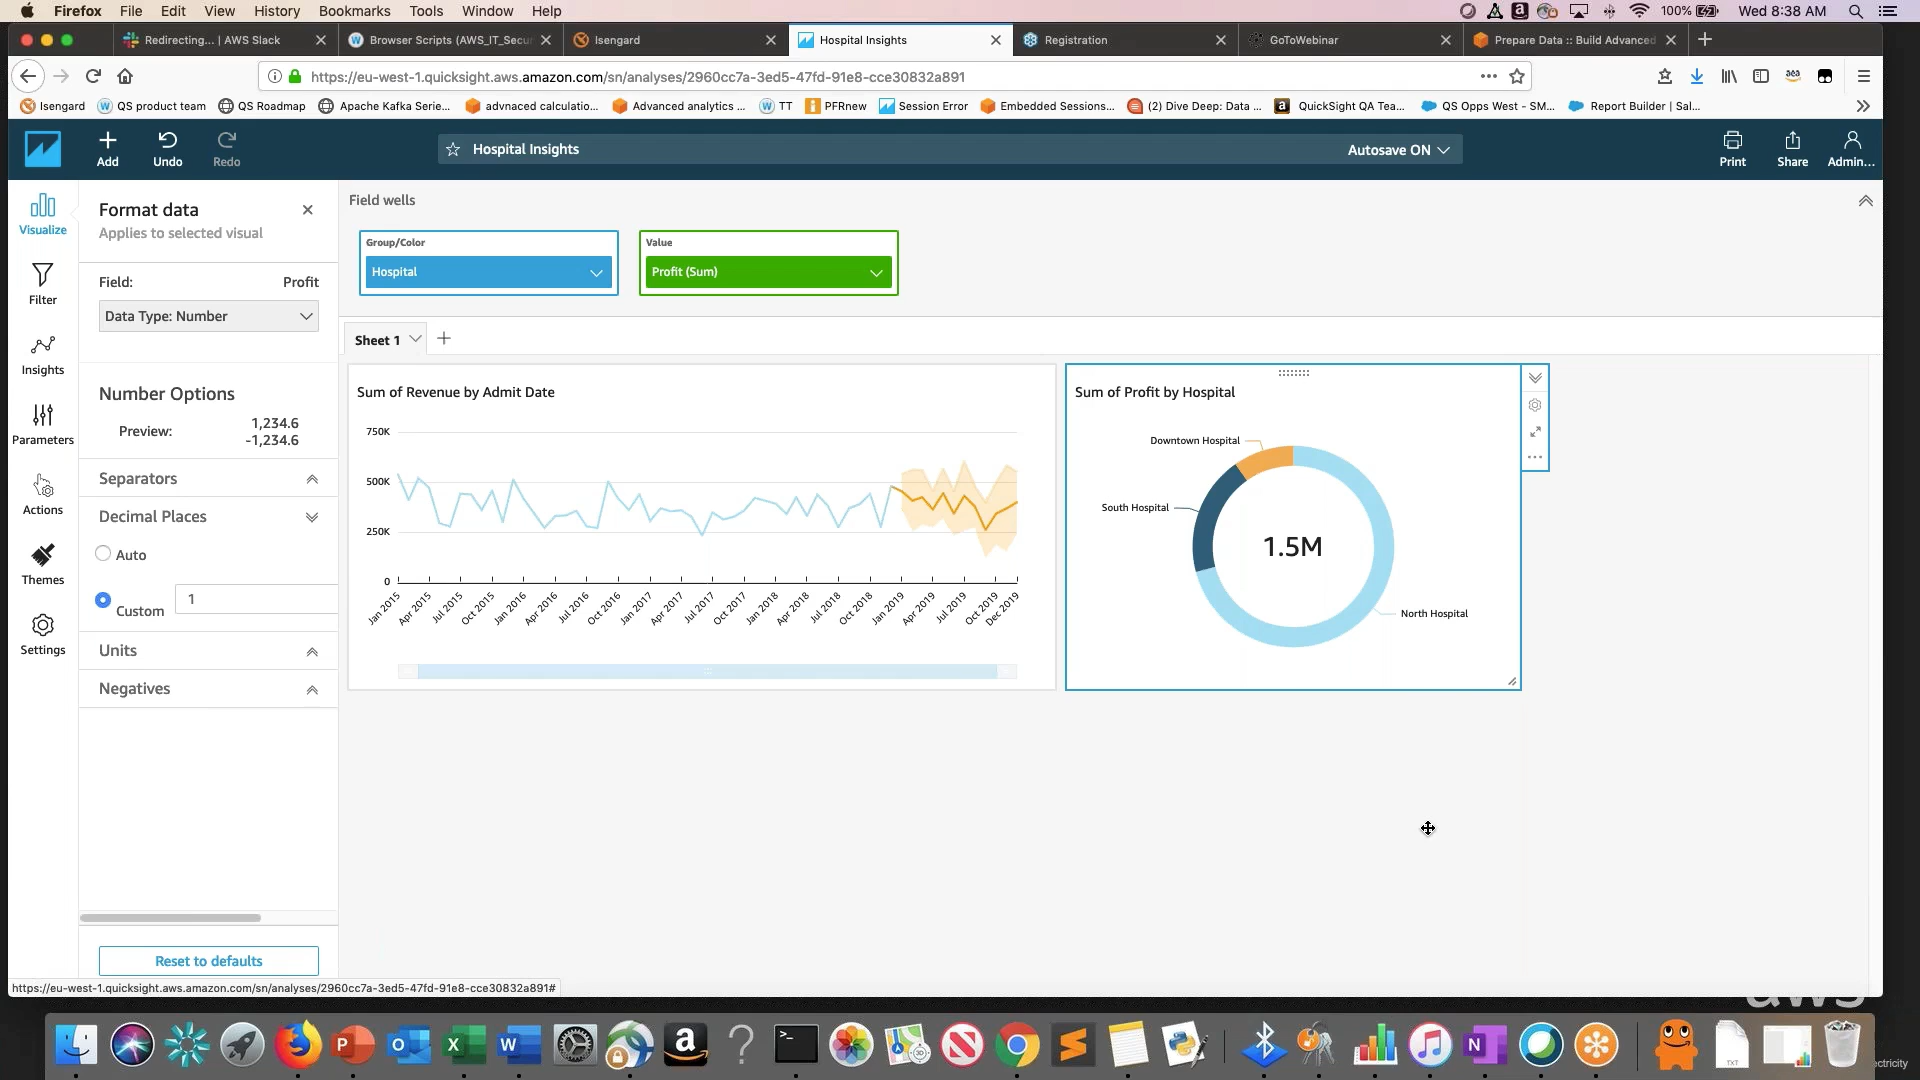 Firefox File Edit View History Bookmarks Tools Window Help
100% Wed 8:38 AM
Redirecting... | AWS Slack
Browser Scripts (AWS_IT_Secur
Isengard
Hospital Insights
Registration
GoToWebinar
Prepare Data :: Build Advanced
https://eu-west-1.quicksight.aws.amazon.com/sn/analyses/2960cc7a-3ed5-47fd-91e8-cce30832a891
Isengard QS product team QS Roadmap Apache Kafka Serie... advnaced calculatio... Advanced analytics ... TT PFRnew Session Error Embedded Sessions... (2) Dive Deep: Data ... QuickSight QA Tea... QS Opps West - SM... Report Builder | Sal...
Add
Undo
Redo
Hospital Insights
Autosave ON
Print
Share
Admin...
Visualize
Filter
Insights
Parameters
Actions
Themes
Settings
Format data
Applies to selected visual
Field: Profit
Data Type: Number
Number Options
Preview: 1,234.6
-1,234.6
Separators
Decimal Places
Auto
Custom 1
Units
Negatives
Reset to defaults
Field wells
Group/Color
Hospital
Value
Profit (Sum)
Sheet 1
Sum of Revenue by Admit Date
750K
500K
250K
0
Jan 2015 Apr 2015 Jul 2015 Oct 2015 Jan 2016 Apr 2016 Jul 2016 Oct 2016 Jan 2017 Apr 2017 Jul 2017 Oct 2017 Jan 2018 Apr 2018 Jul 2018 Oct 2018 Jan 2019 Apr 2019 Jul 2019 Oct 2019 Dec 2019
Sum of Profit by Hospital
Downtown Hospital
South Hospital
1.5M
North Hospital
https://eu-west-1.quicksight.aws.amazon.com/sn/analyses/2960cc7a-3ed5-47fd-91e8-cce30832a891#
aws